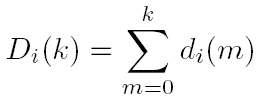 D_i(k) = \sum_{m=0}^{k} d_i(m)